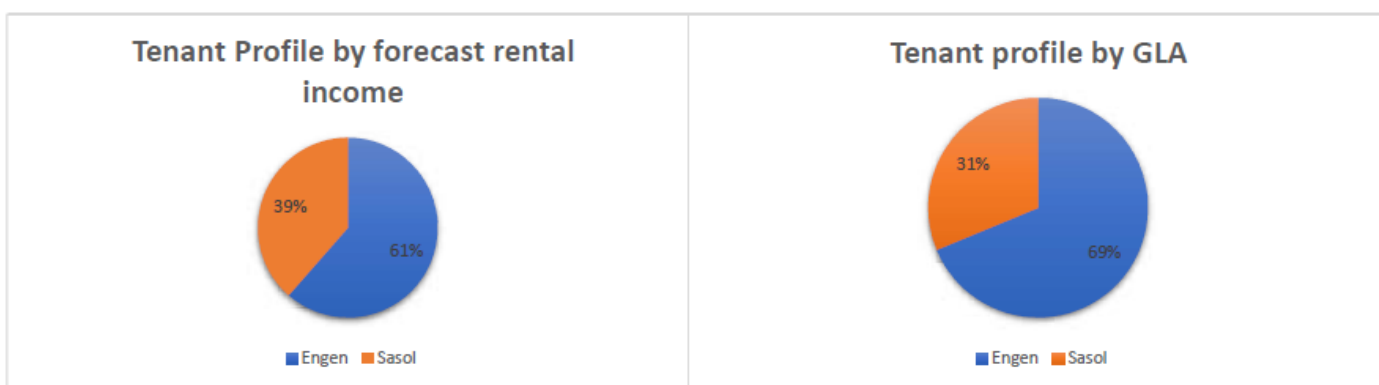 Tenant Profile by forecast rental
income
39%
61%
Engen Sasol
Tenant profile by GLA
31%
69%
Engen Sasol